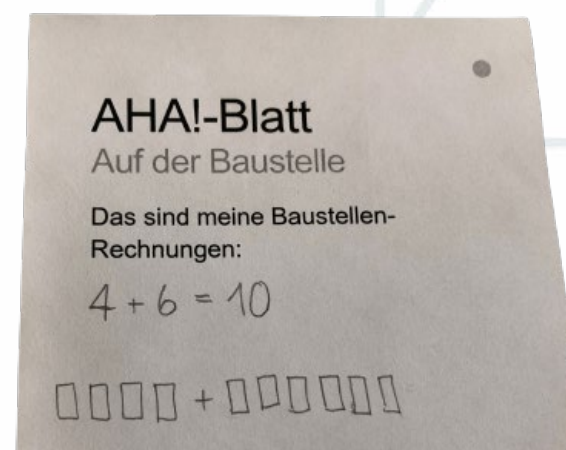 AHA!-Blatt
Auf der Baustelle
Das sind meine Baustellen-
Rechnungen:
4 + 6 = 10
▯▯▯▯ + ▯▯▯▯▯▯